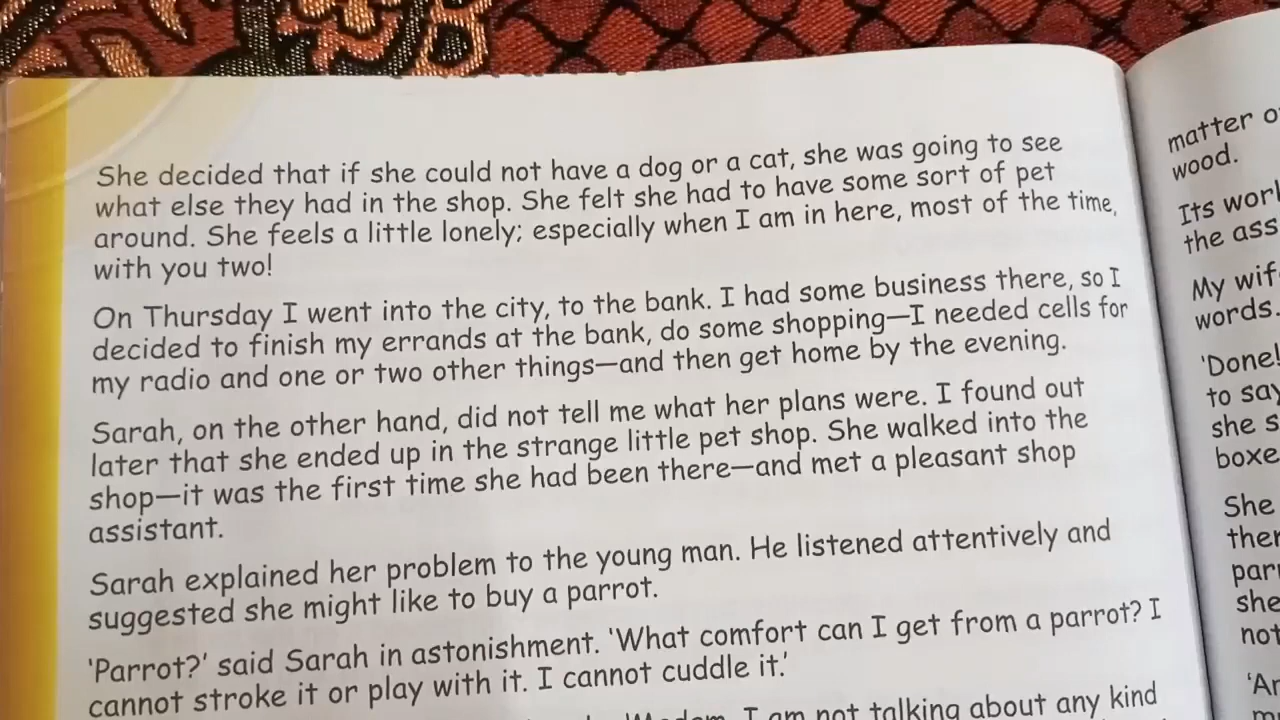 She decided that if she could not have a dog or a cat, she was going to see
what else they had in the shop. She felt she had to have some sort of pet
around. She feels a little lonely; especially when I am in here, most of the time,
with you two!
On Thursday I went into the city, to the bank. I had some business there, so I
decided to finish my errands at the bank, do some shopping—I needed cells for
my radio and one or two other things—and then get home by the evening.
Sarah, on the other hand, did not tell me what her plans were. I found out
later that she ended up in the strange little pet shop. She walked into the
shop—it was the first time she had been there—and met a pleasant shop
assistant.
Sarah explained her problem to the young man. He listened attentively and
suggested she might like to buy a parrot.
'Parrot?' said Sarah in astonishment. 'What comfort can I get from a parrot? I
cannot stroke it or play with it. I cannot cuddle it.'
I am not talking about any kind
matter
wood.
Its
the
My
words.
'Done!
to say
she
She
she